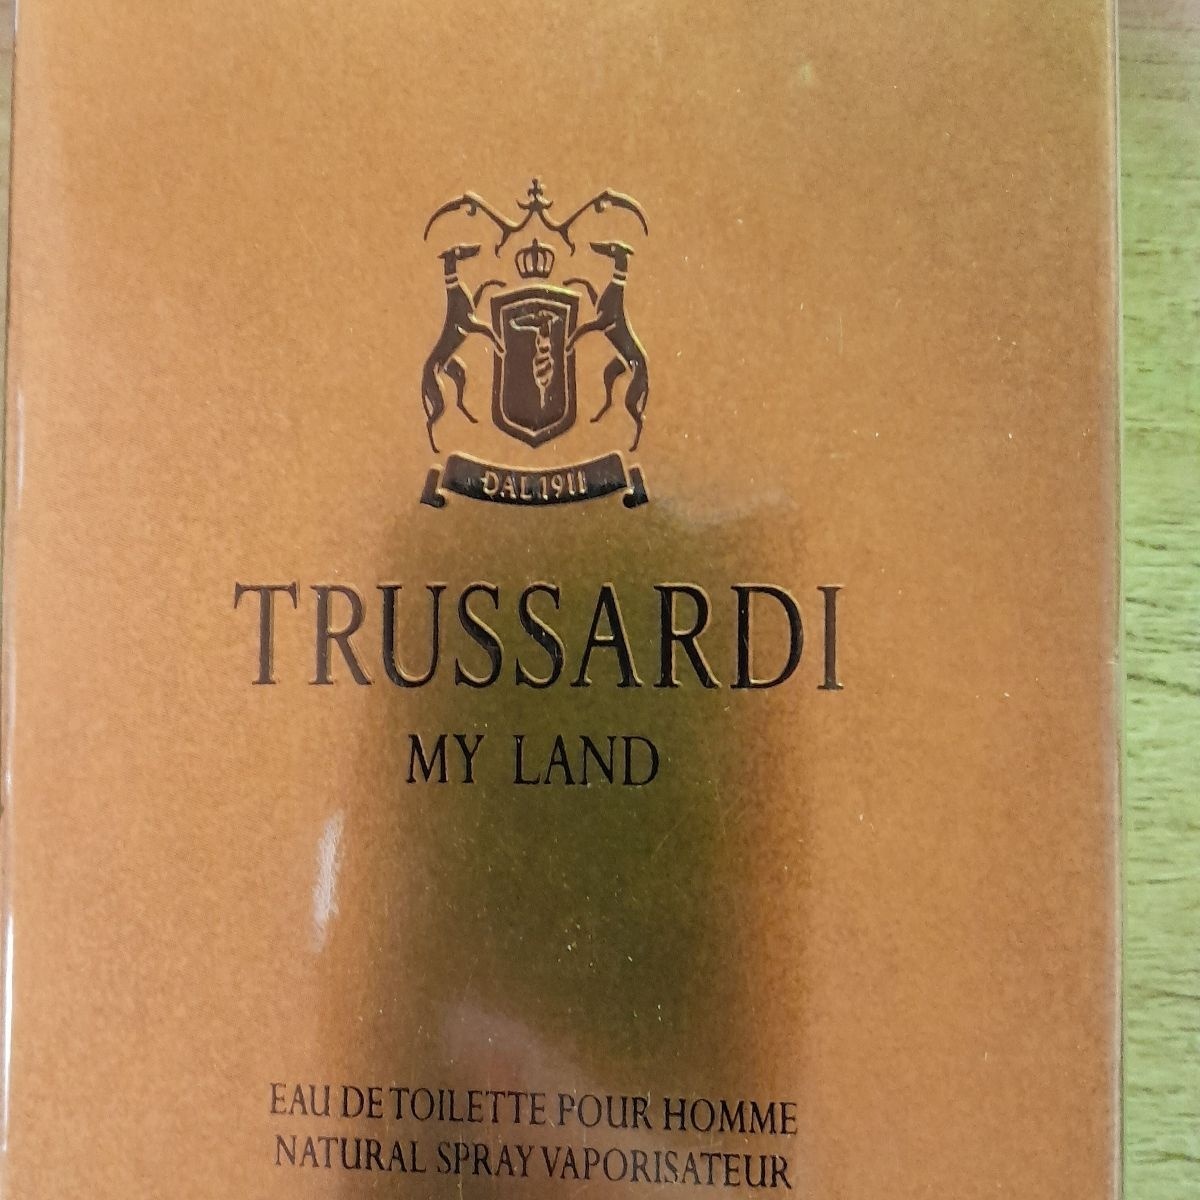 DAL 1911
TRUSSARDI
MY LAND
EAU DE TOILETTE POUR HOMME
NATURAL SPRAY VAPORISATEUR